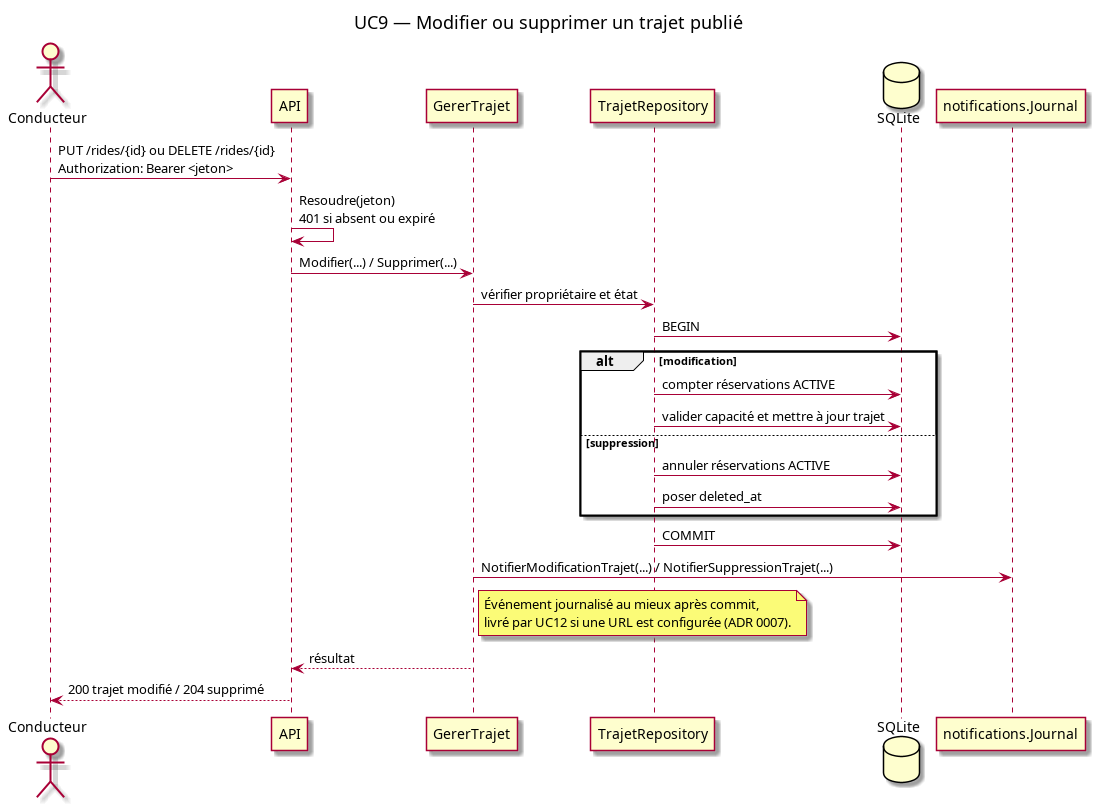 UC9 — Modifier ou supprimer un trajet publié
Conducteur
API
GererTrajet
TrajetRepository
SQLite
notifications.Journal
PUT /rides/{id} ou DELETE /rides/{id}
Authorization: Bearer <jeton>
Resoudre(jeton)
401 si absent ou expiré
Modifier(...) / Supprimer(...)
vérifier propriétaire et état
BEGIN
alt
[modification]
compter réservations ACTIVE
valider capacité et mettre à jour trajet
[suppression]
annuler réservations ACTIVE
poser deleted_at
COMMIT
NotifierModificationTrajet(...) / NotifierSuppressionTrajet(...)
Événement journalisé au mieux après commit,
livré par UC12 si une URL est configurée (ADR 0007).
résultat
200 trajet modifié / 204 supprimé
Conducteur
API
GererTrajet
TrajetRepository
SQLite
notifications.Journal